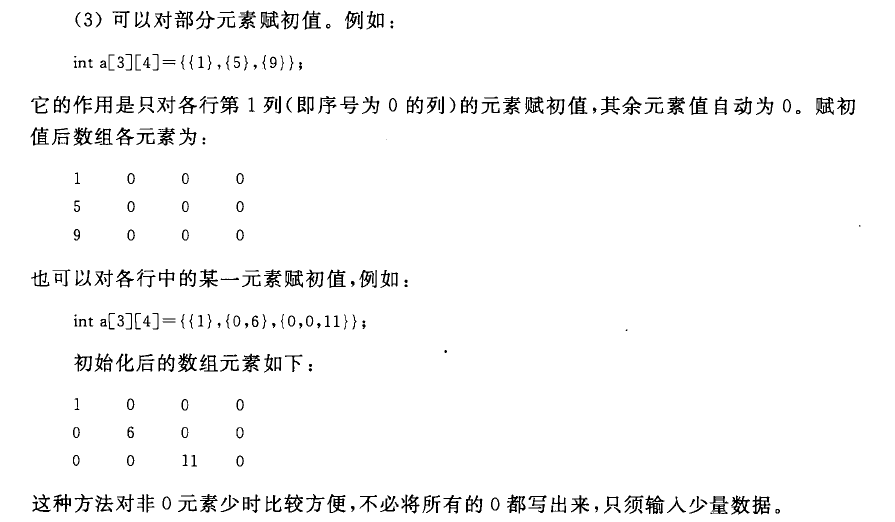 (3) 可以对部分元素赋初值。例如:
int a[3][4]={{1},{5},{9}};
它的作用是只对各行第 1 列(即序号为 0 的列)的元素赋初值,其余元素值自动为 0。赋初
值后数组各元素为:
1 0 0 0
5 0 0 0
9 0 0 0
也可以对各行中的某一元素赋初值,例如:
int a[3][4]={{1},{0,6},{0,0,11}};
初始化后的数组元素如下:
1 0 0 0
0 6 0 0
0 0 11 0
这种方法对非 0 元素少时比较方便,不必将所有的 0 都写出来,只须输入少量数据。